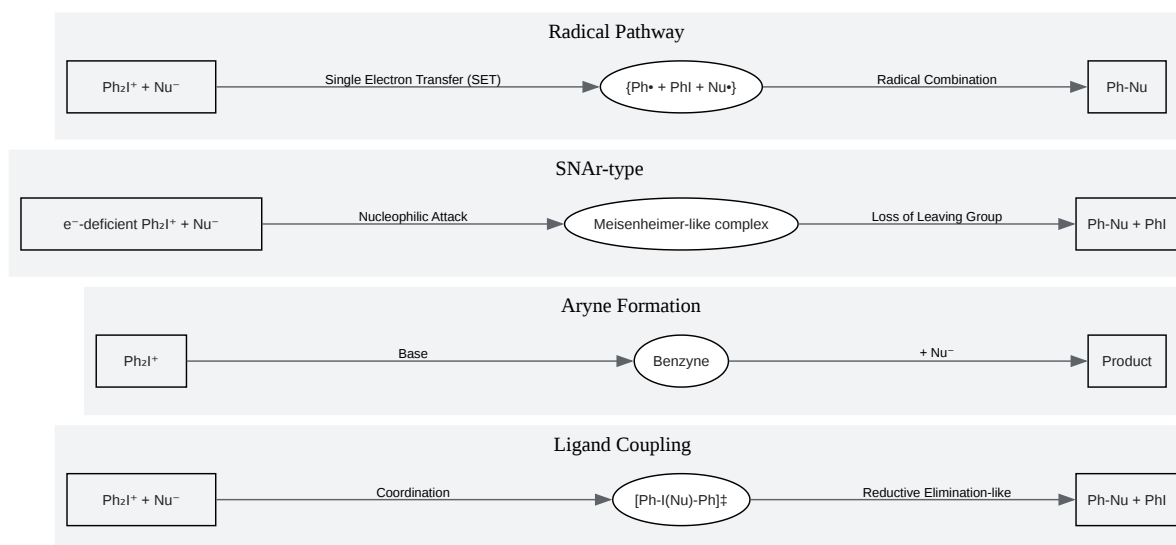 Radical Pathway
Ph₂I⁺ + Nu⁻
Single Electron Transfer (SET)
{Ph• + PhI + Nu•}
Radical Combination
Ph-Nu
SNAr-type
e⁻-deficient Ph₂I⁺ + Nu⁻
Nucleophilic Attack
Meisenheimer-like complex
Loss of Leaving Group
Ph-Nu + PhI
Aryne Formation
Ph₂I⁺
Base
Benzyne
+ Nu⁻
Product
Ligand Coupling
Ph₂I⁺ + Nu⁻
Coordination
[Ph-I(Nu)-Ph]‡
Reductive Elimination-like
Ph-Nu + PhI